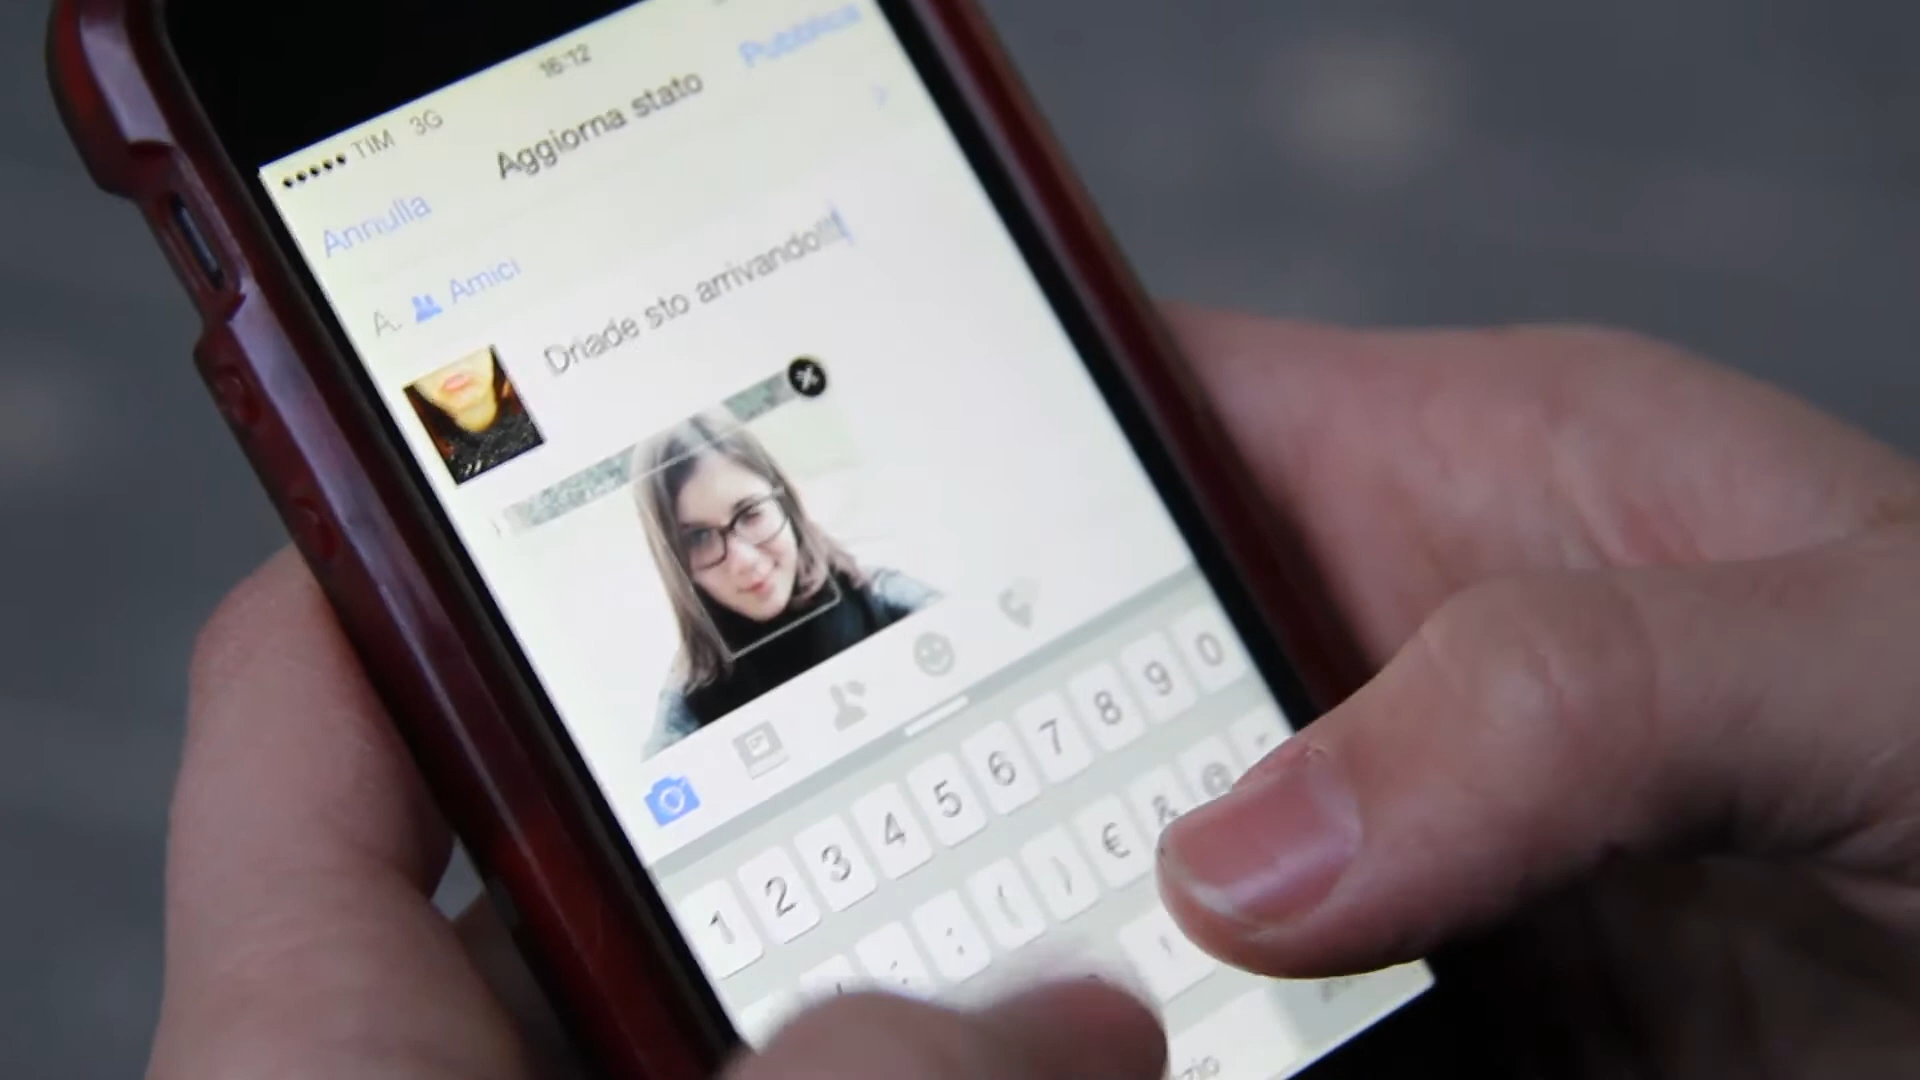 TIM 3G 16:12
Annulla Aggiorna stato Pubblica
A: Amici
Driade sto arrivando!!!
1 2 3 4 5 6 7 8 9 0
: ; ( ) € & @